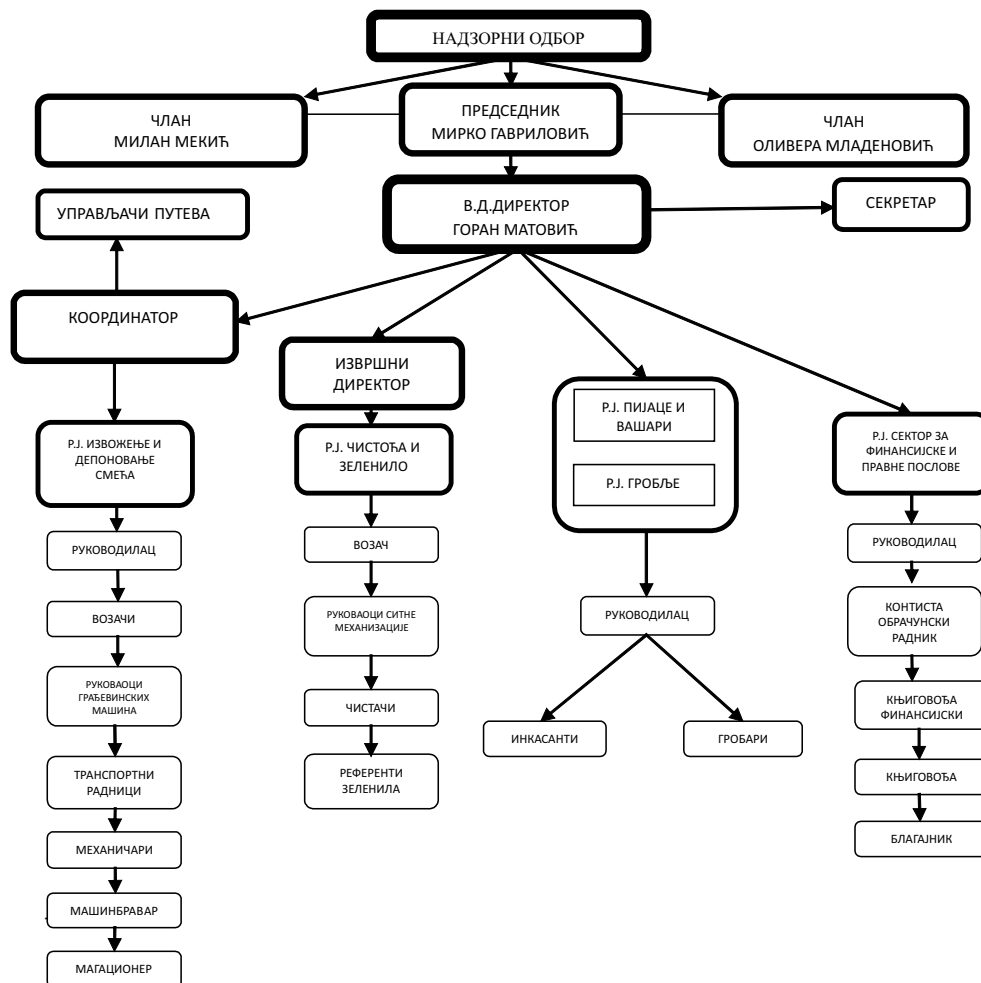 НАДЗОРНИ ОДБОР
ЧЛАН
МИЛАН МЕКИЋ
ПРЕДСЕДНИК
МИРКО ГАВРИЛОВИЋ
ЧЛАН
ОЛИВЕРА МЛАДЕНОВИЋ
УПРАВЉАЧИ ПУТЕВА
В.Д.ДИРЕКТОР
ГОРАН МАТОВИЋ
СЕКРЕТАР
КООРДИНАТОР
ИЗВРШНИ
ДИРЕКТОР
Р.Ј. ПИЈАЦЕ И
ВАШАРИ
Р.Ј. ГРОБЉЕ
Р.Ј. ИЗВОЖЕЊЕ И
ДЕПОНОВАЊЕ
СМЕЋА
Р.Ј. ЧИСТОЋА И
ЗЕЛЕНИЛО
Р.Ј. СЕКТОР ЗА
ФИНАНСИЈСКЕ И
ПРАВНЕ ПОСЛОВЕ
РУКОВОДИЛАЦ
ВОЗАЧИ
РУКОВАОЦИ
ГРАЂЕВИНСКИХ
МАШИНА
ТРАНСПОРТНИ
РАДНИЦИ
МЕХАНИЧАРИ
МАШИНБРАВАР
МАГАЦИОНЕР
ВОЗАЧ
РУКОВАОЦИ СИТНЕ
МЕХАНИЗАЦИЈЕ
ЧИСТАЧИ
РЕФЕРЕНТИ
ЗЕЛЕНИЛА
РУКОВОДИЛАЦ
ИНКАСАНТИ
ГРОБАРИ
РУКОВОДИЛАЦ
КОНТИСТА
ОБРАЧУНСКИ
РАДНИК
КЊИГОВОЂА
ФИНАНСИЈСКИ
КЊИГОВОЂА
БЛАГАЈНИК